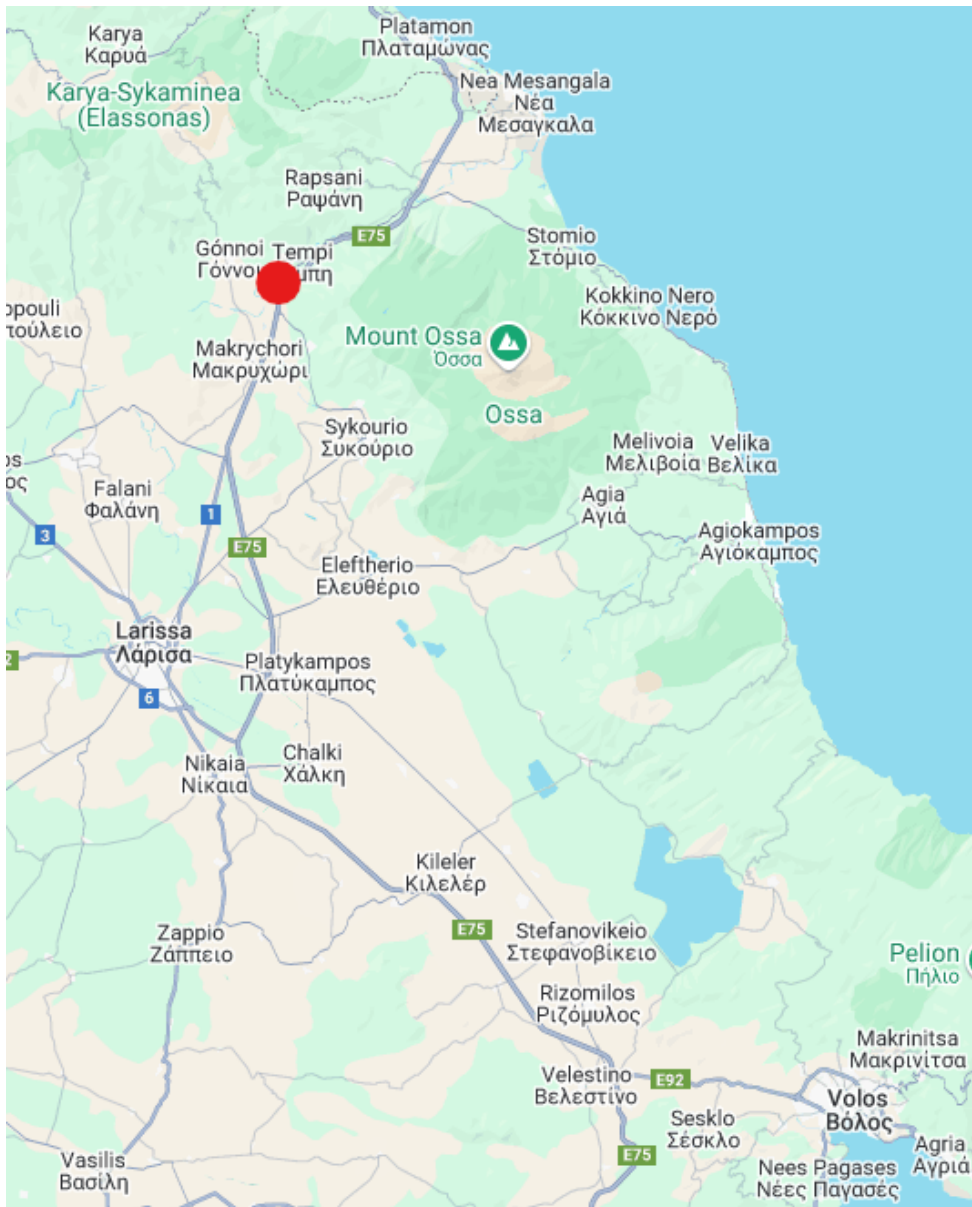 Karya
Καρυά
Platamon
Πλαταμώνας
Karya-Sykaminea
(Elassonas)
Nea Mesangala
Νέα
Μεσαγκαλα
Rapsani
Ραψάνη
E75
Stomio
Στόμιο
Gónnoi
Tempi
Kokkino Nero
Κόκκινο Νερό
Makrychori
Μακρυχώρι
Mount Ossa
Όσσα
Ossa
Sykourio
Συκούριο
Melivoia
Μελιβοία
Velika
Βελίκα
Falani
Φαλάνη
Agia
Αγιά
1
3
E75
Agiokampos
Αγιόκαμπος
Eleftherio
Ελευθέριο
Larissa
Λάρισα
2
6
Platykampos
Πλατύκαμπος
Nikaia
Νίκαια
Chalki
Χάλκη
Kileler
Κιλελέρ
E75
Zappio
Ζάππειο
Stefanovikeio
Στεφανοβίκειο
Pelion
Πήλιο
Rizomilos
Ριζόμυλος
Makrinitsa
Μακρινίτσα
Velestino
Βελεστίνο
E92
Volos
Βόλος
Sesklo
Σέσκλο
E75
Agria
Αγριά
Vasilis
Βασίλη
Nees Pagases
Νέες Παγασές